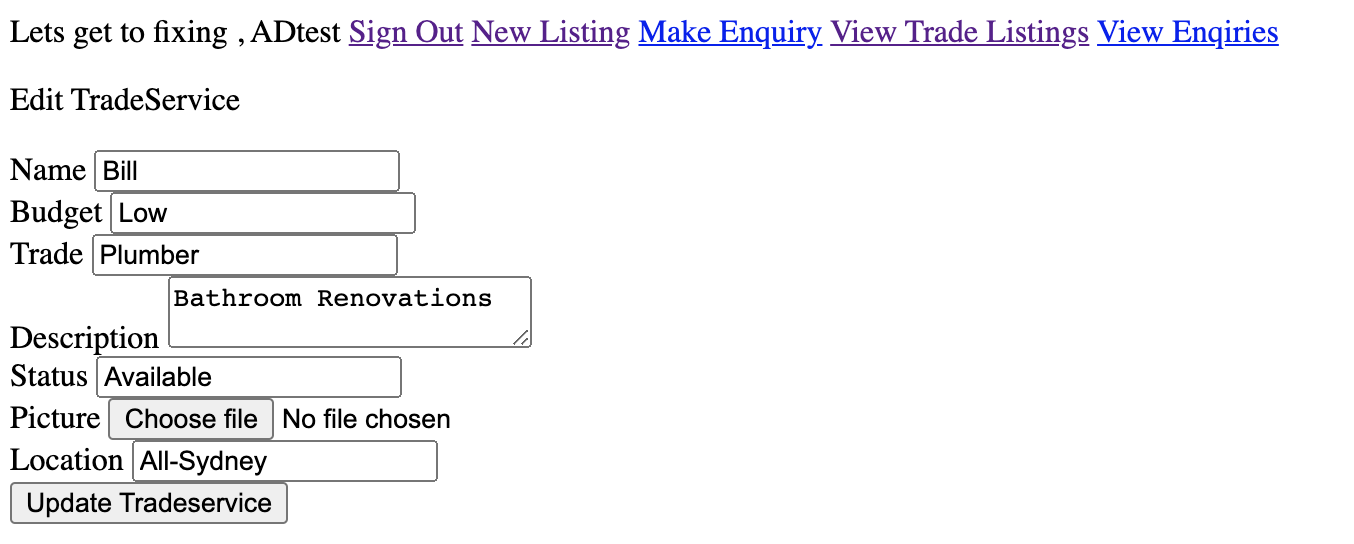 Lets get to fixing , ADtest Sign Out New Listing Make Enquiry View Trade Listings View Enqiries
Edit TradeService
Name Bill
Budget Low
Trade Plumber
Description Bathroom Renovations
Status Available
Picture Choose file No file chosen
Location All-Sydney
Update Tradeservice